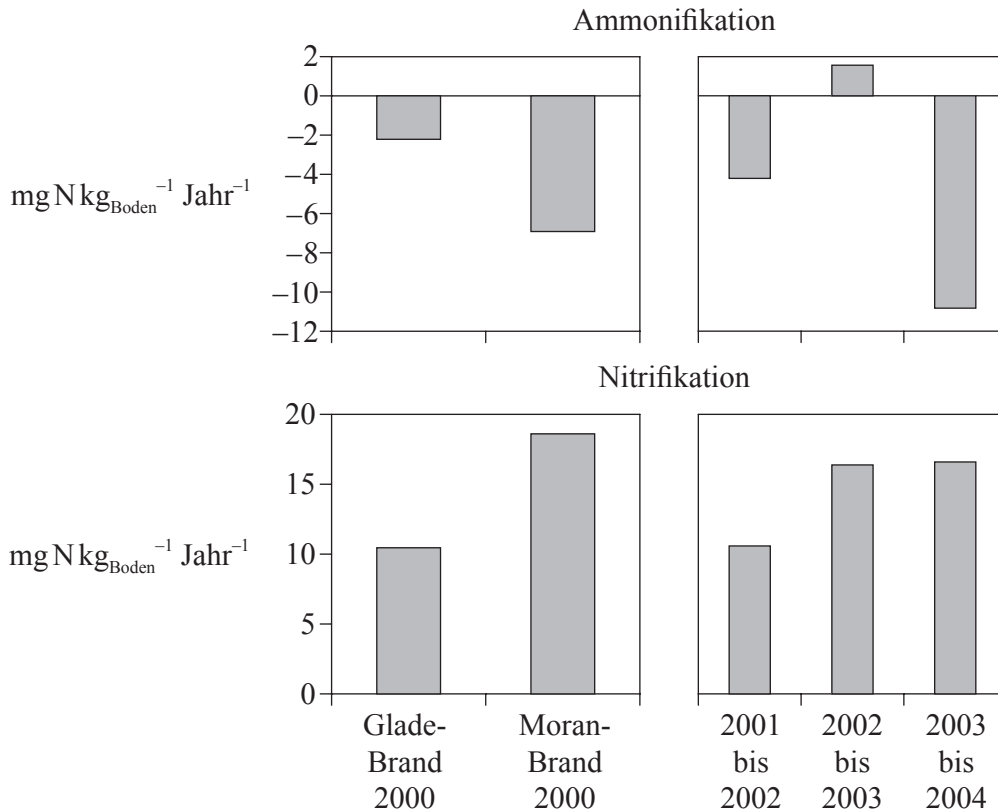 Ammonifikation
2
0
–2
–4
–6
–8
–10
–12
mg N kg_Boden^–1 Jahr^–1
Nitrifikation
20
15
10
5
0
mg N kg_Boden^–1 Jahr^–1
Glade-
Brand
2000
Moran-
Brand
2000
2001
bis
2002
2002
bis
2003
2003
bis
2004